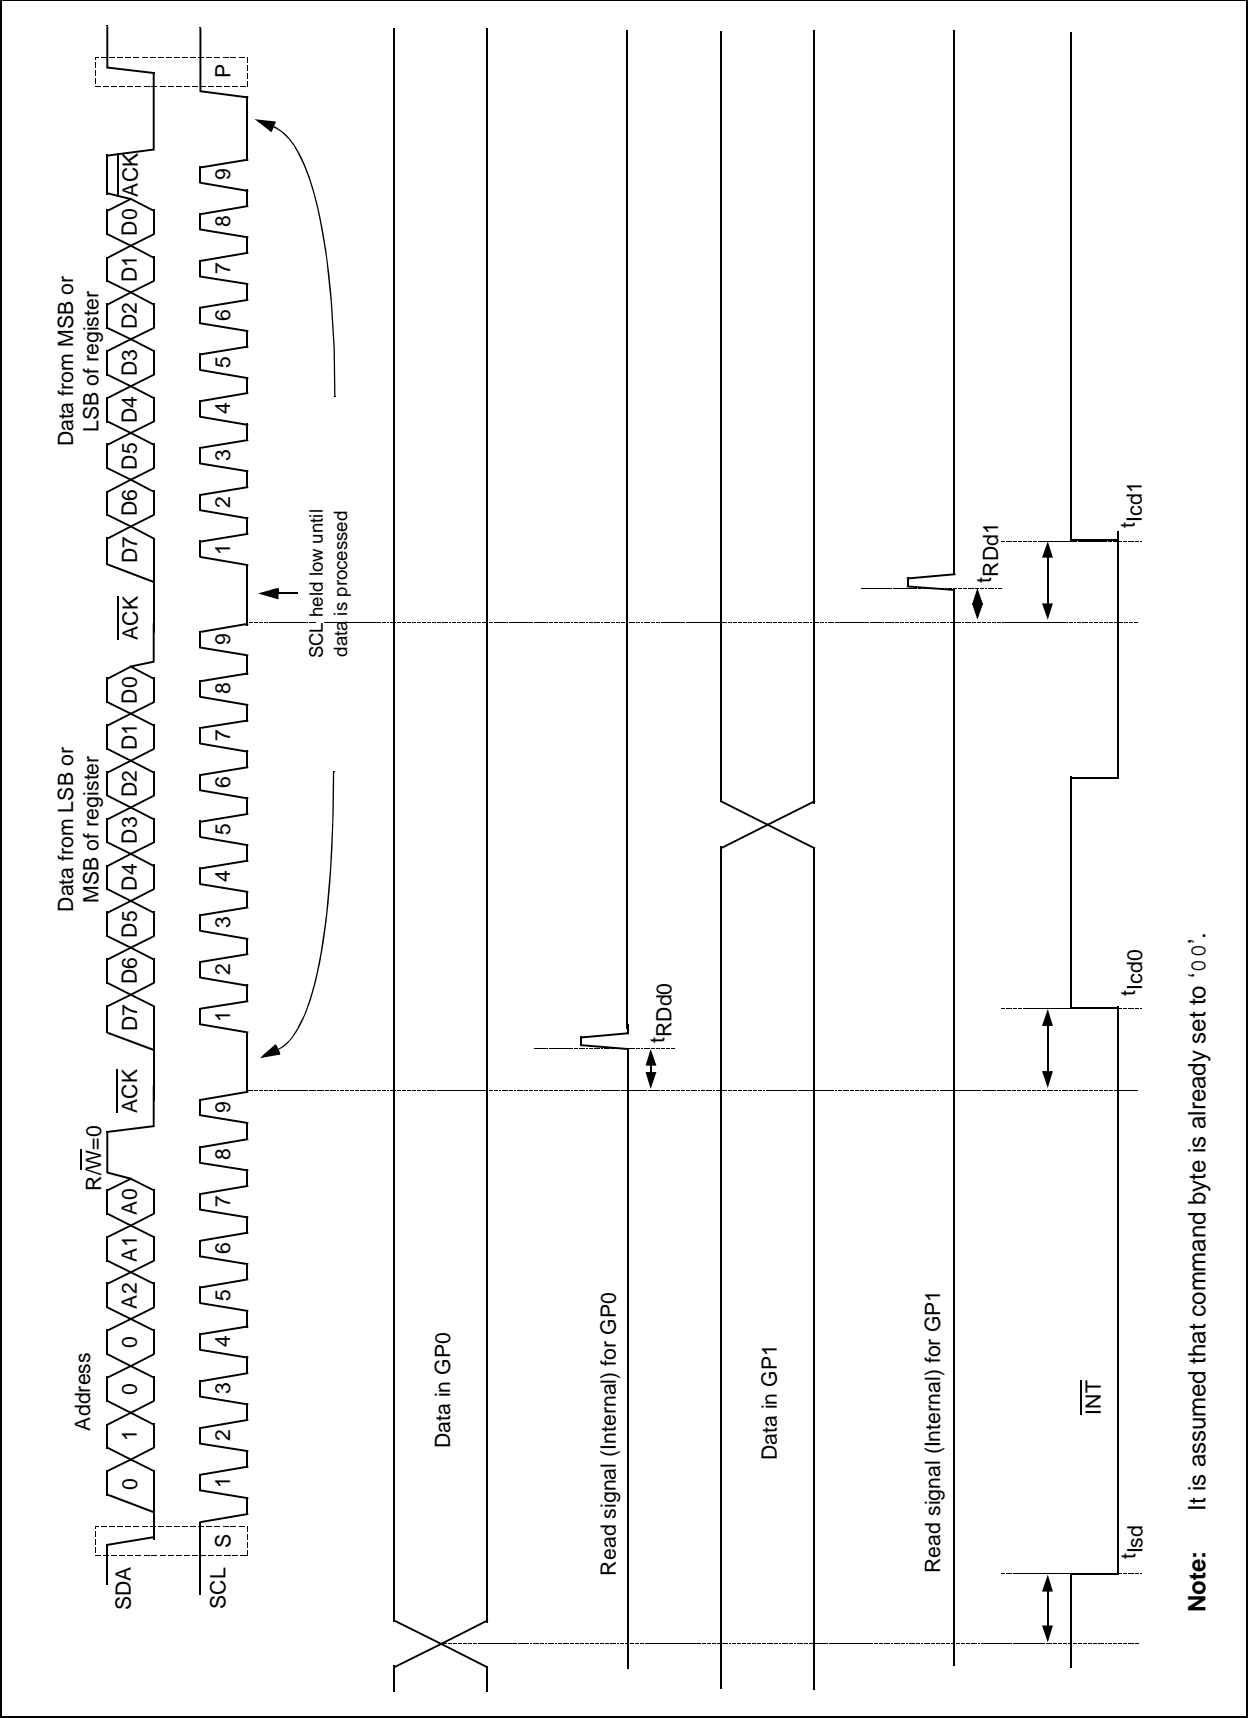 Address
R/W=0
Data from LSB or
MSB of register
Data from MSB or
LSB of register
SDA 0 1 0 0 A2 A1 A0 ACK D7 D6 D5 D4 D3 D2 D1 D0 ACK D7 D6 D5 D4 D3 D2 D1 D0 ACK
SCL S 1 2 3 4 5 6 7 8 9 1 2 3 4 5 6 7 8 9 1 2 3 4 5 6 7 8 9 P
SCL held low until
data is processed
Data in GP0
Read signal (Internal) for GP0
tRDd0
Data in GP1
Read signal (Internal) for GP1
tRDd1
INT
tIsd
tIcd0
tIcd1
Note: It is assumed that command byte is already set to ‘00’.